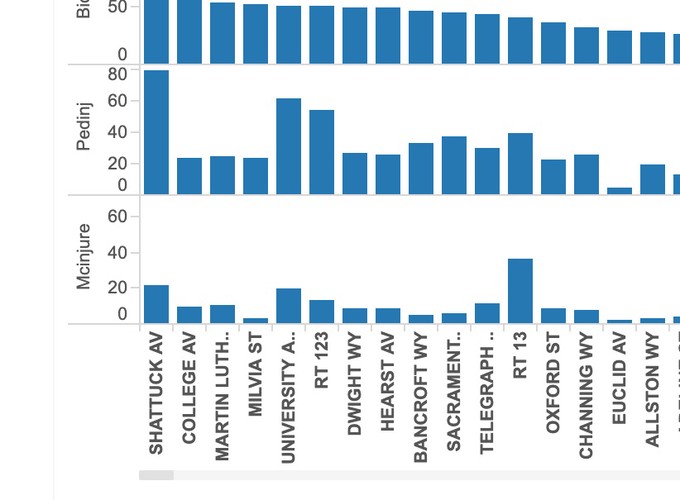 50
0
80
60
40
20
0
Pedinj
60
40
20
0
Mcinjure
SHATTUCK AV
COLLEGE AV
MARTIN LUTH..
MILVIA ST
UNIVERSITY A..
RT 123
DWIGHT WY
HEARST AV
BANCROFT WY
SACRAMENT..
TELEGRAPH ..
RT 13
OXFORD ST
CHANNING WY
EUCLID AV
ALLSTON WY